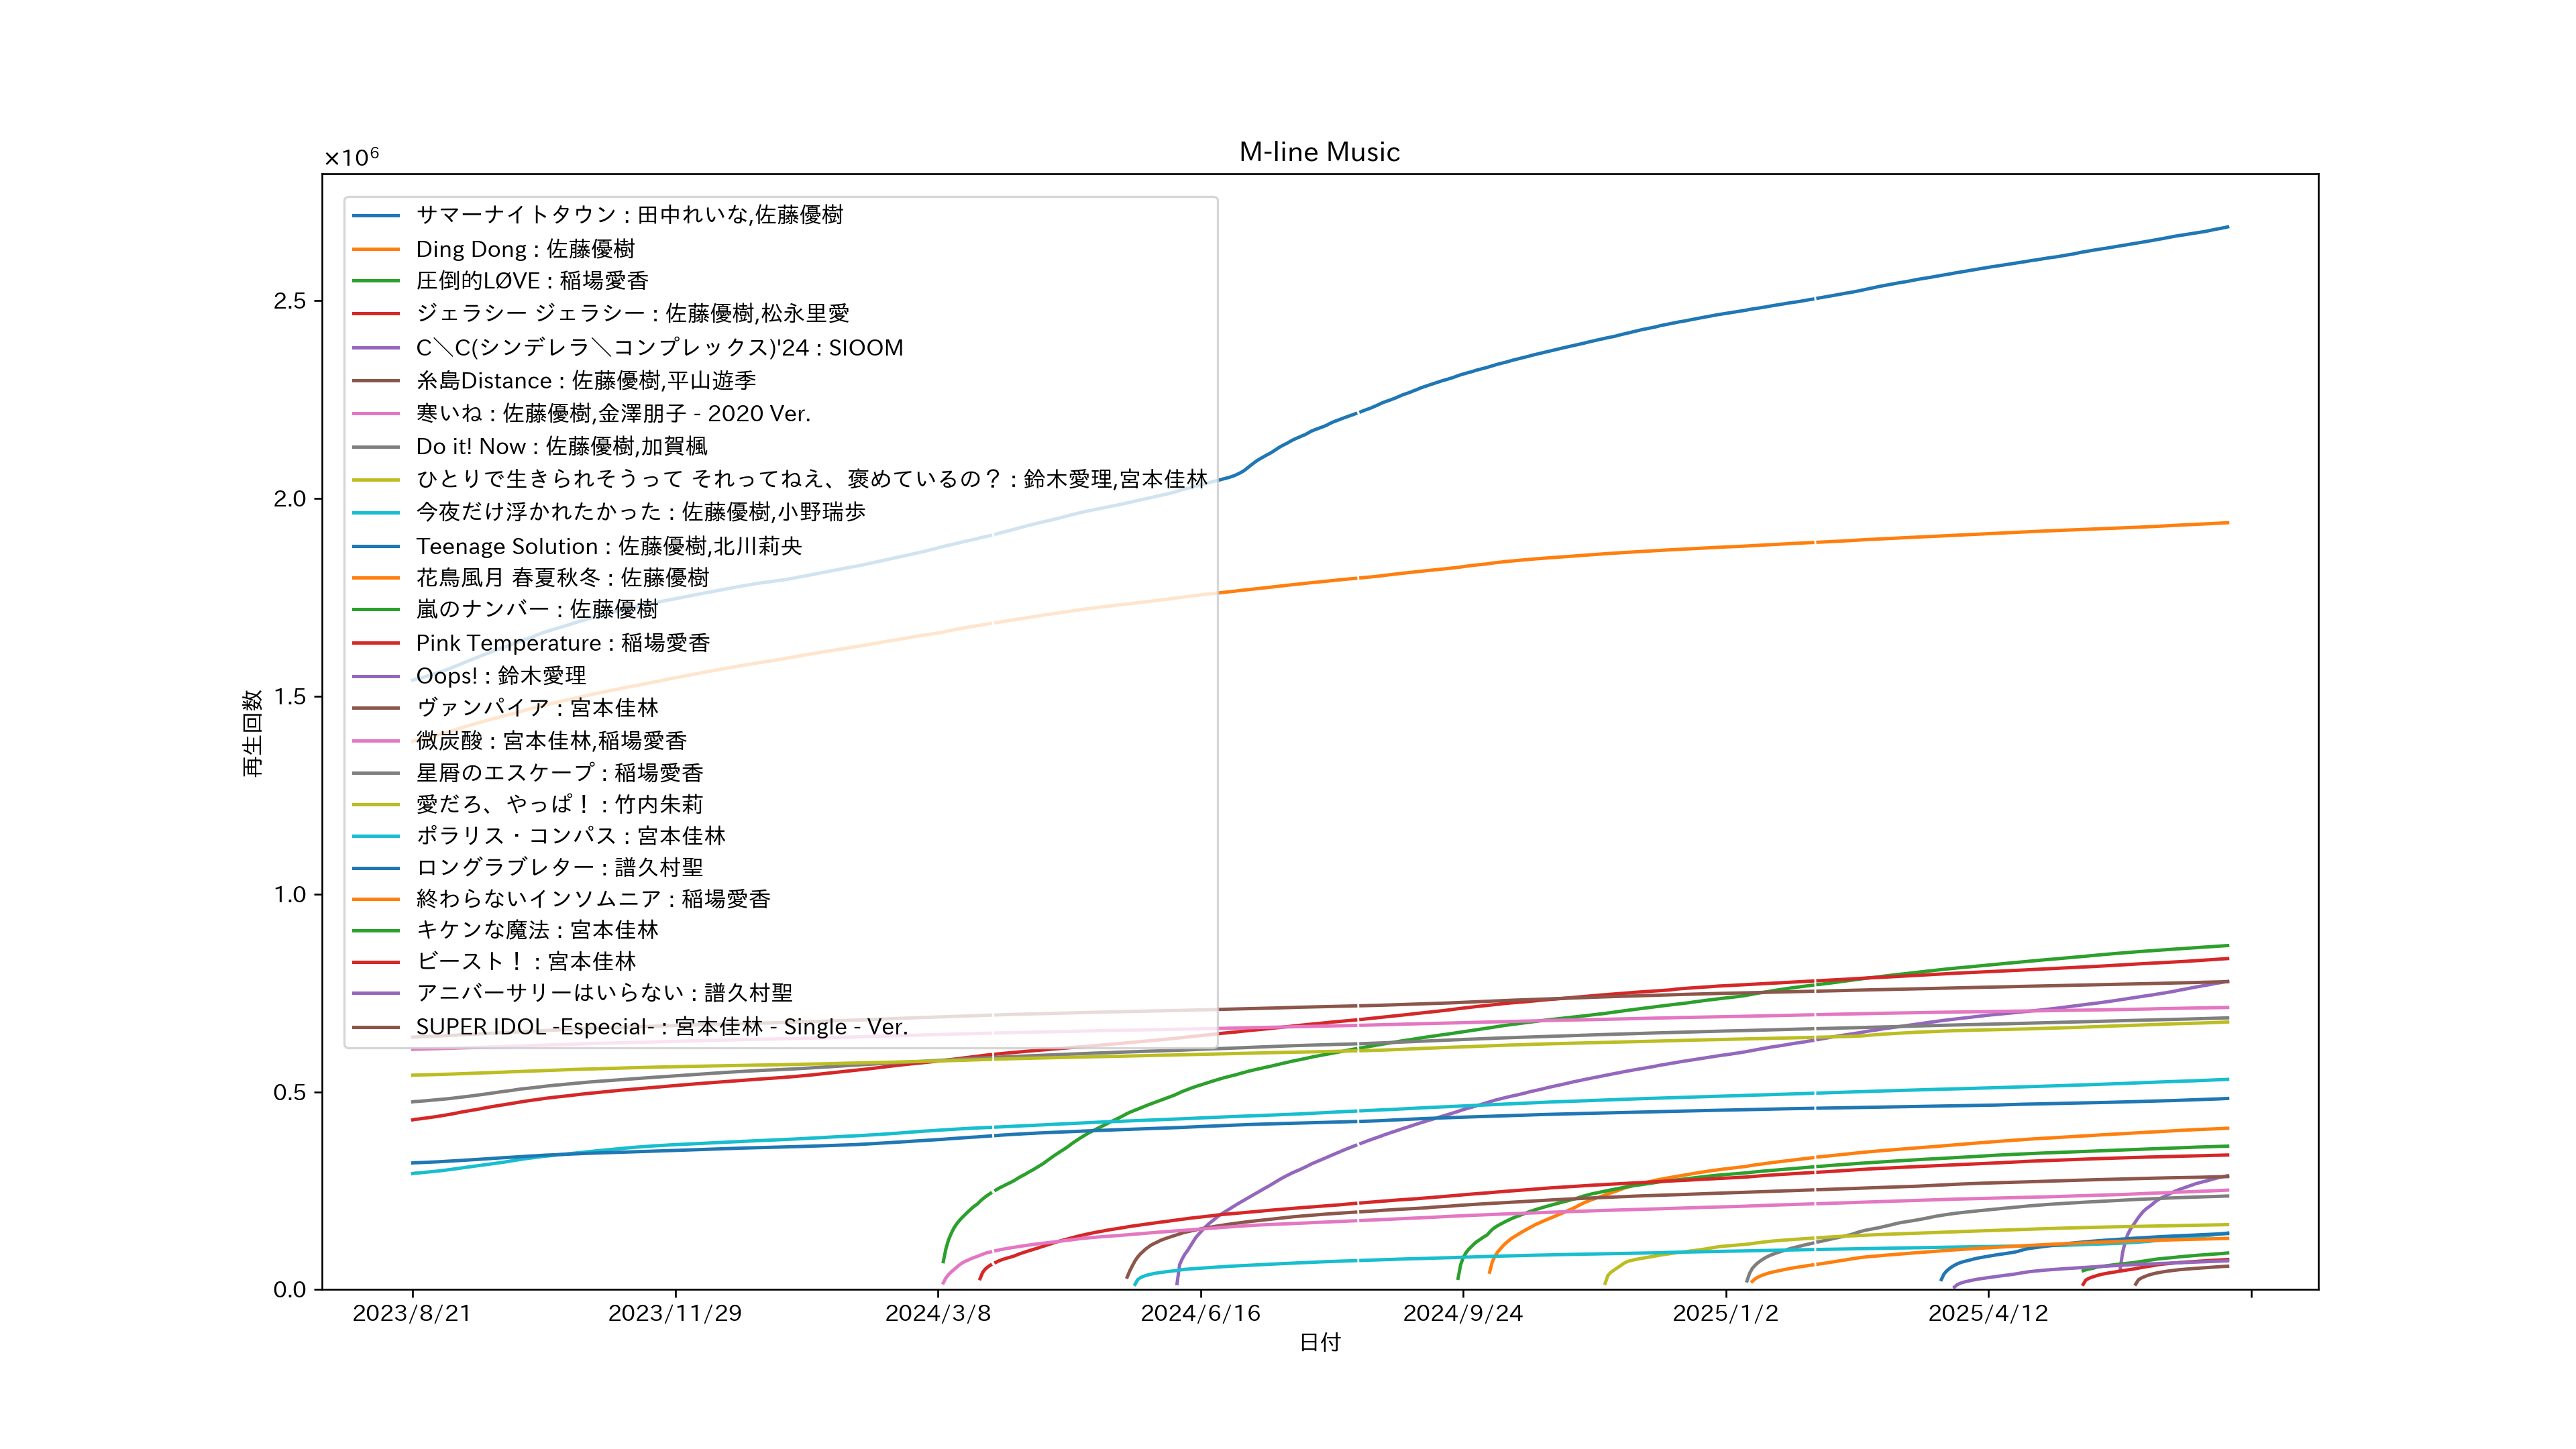 M-line Music
×10⁶
サマーナイトタウン : 田中れいな,佐藤優樹
Ding Dong : 佐藤優樹
圧倒的LØVE : 稲場愛香
ジェラシー ジェラシー : 佐藤優樹,松永里愛
C＼C(シンデレラ＼コンプレックス)'24 : SIOOM
糸島Distance : 佐藤優樹,平山遊季
寒いね : 佐藤優樹,金澤朋子 - 2020 Ver.
Do it! Now : 佐藤優樹,加賀楓
ひとりで生きられそうって それってねえ、褒めているの？ : 鈴木愛理,宮本佳林
今夜だけ浮かれたかった : 佐藤優樹,小野瑞歩
Teenage Solution : 佐藤優樹,北川莉央
花鳥風月 春夏秋冬 : 佐藤優樹
嵐のナンバー : 佐藤優樹
Pink Temperature : 稲場愛香
Oops! : 鈴木愛理
ヴァンパイア : 宮本佳林
微炭酸 : 宮本佳林,稲場愛香
星屑のエスケープ : 稲場愛香
愛だろ、やっぱ！ : 竹内朱莉
ポラリス・コンパス : 宮本佳林
ロングラブレター : 譜久村聖
終わらないインソムニア : 稲場愛香
キケンな魔法 : 宮本佳林
ビースト！ : 宮本佳林
アニバーサリーはいらない : 譜久村聖
SUPER IDOL -Especial- : 宮本佳林 - Single - Ver.
2.5
2.0
1.5
1.0
0.5
0.0
再生回数
2023/8/21
2023/11/29
2024/3/8
2024/6/16
2024/9/24
2025/1/2
2025/4/12
日付